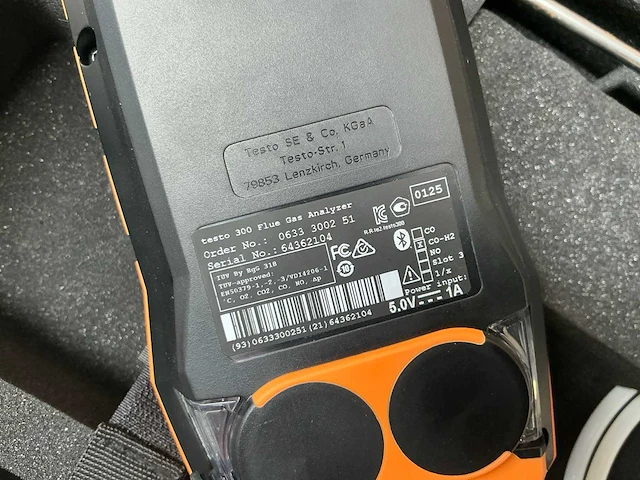 Testo SE & Co. KGaA
Testo-Str. 1
79853 Lenzkirch, Germany
testo 300 Flue Gas Analyzer
Order No.: 0633 3002 51
Serial No.: 64362104
0125
FC
10
CO
CO-H2
NO
Slot 3
1/z
TÜV By RgG 318
TÜV-approved:
EN50379-1,-2,-3/VDI4206-1
°C, O2, CO2, CO, NO, Δp
Power input:
5.0V 1A
(93)0633300251(21)64362104